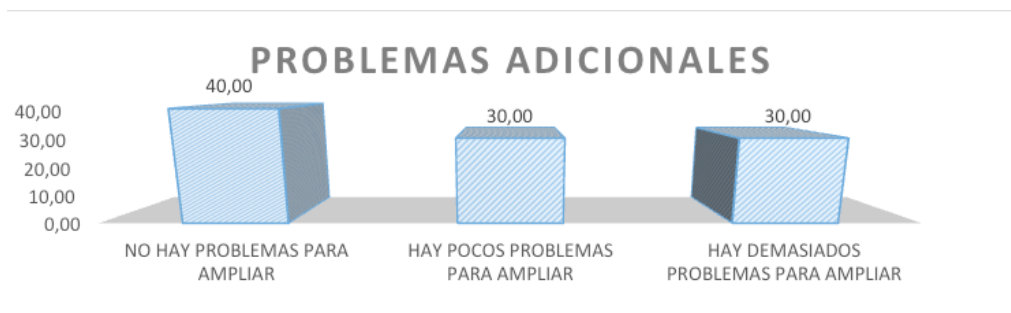 PROBLEMAS ADICIONALES
40,00
30,00
30,00
40,00
30,00
20,00
10,00
0,00
NO HAY PROBLEMAS PARA
AMPLIAR
HAY POCOS PROBLEMAS
PARA AMPLIAR
HAY DEMASIADOS
PROBLEMAS PARA AMPLIAR